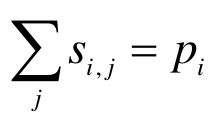 ∑_j s_{i,j} = p_i